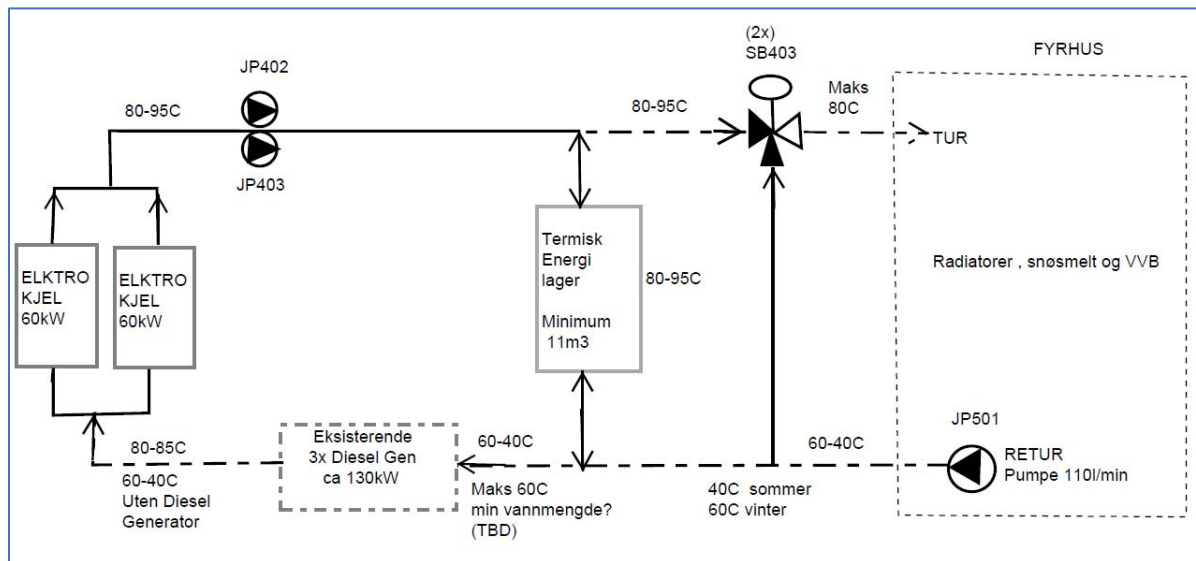 (2x)
SB403
FYRHUS
JP402
Maks
80C
80-95C
80-95C
TUR
JP403
Termisk
Energi
lager
Minimum
11m3
80-95C
Radiatorer , snøsmelt og VVB
ELKTRO
KJEL
60kW
ELKTRO
KJEL
60kW
JP501
RETUR
Pumpe 110l/min
Eksisterende
3x Diesel Gen
ca 130kW
80-85C
60-40C
Uten Diesel
Generator
60-40C
Maks 60C
min vannmengde?
(TBD)
60-40C
40C sommer
60C vinter